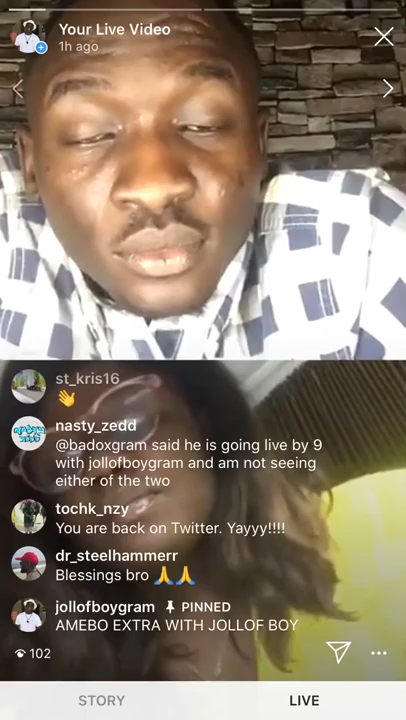 Your Live Video
1h ago
st_kris16
👋
nasty_zedd
@badoxgram said he is going live by 9
with jollofboygram and am not seeing
either of the two
tochk_nzy
You are back on Twitter. Yayyy!!!!
dr_steelhammerr
Blessings bro 🙏🙏
jollofboygram 📌 PINNED
AMEBO EXTRA WITH JOLLOF BOY
102
STORY LIVE